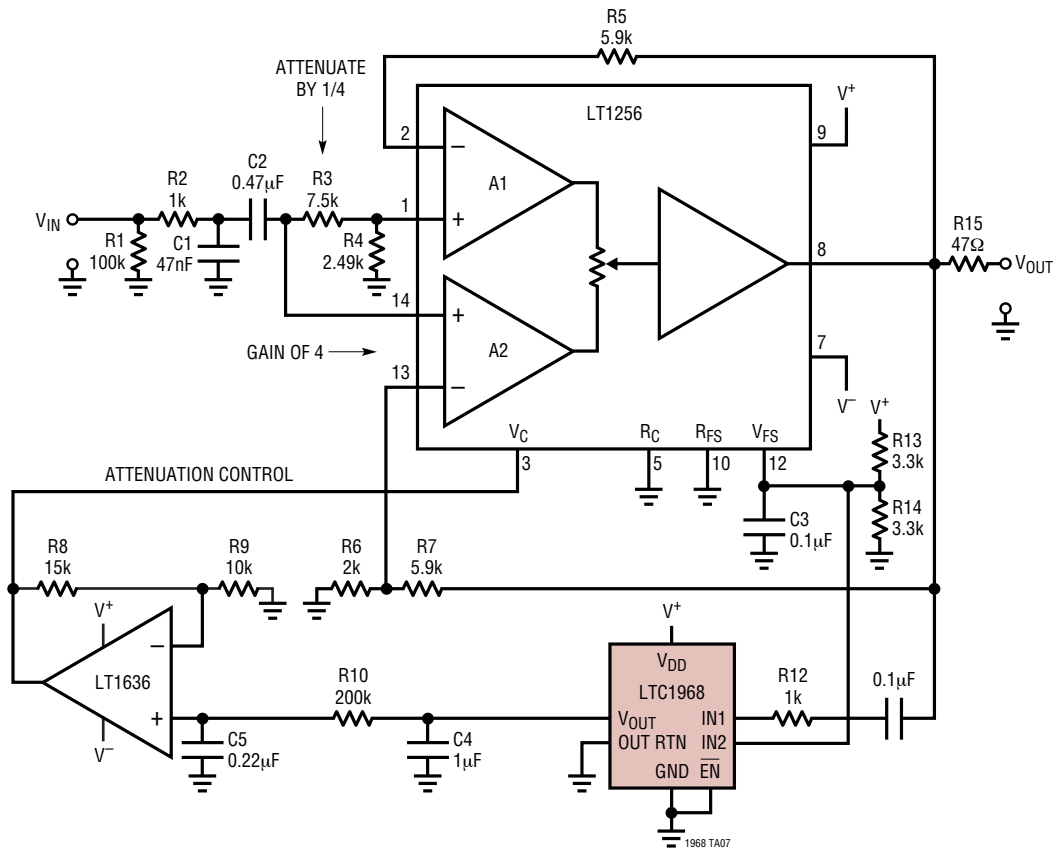 R5
5.9k
ATTENUATE
BY 1/4
LT1256
V+
2
9
C2
0.47µF
R3
7.5k
R2
1k
−
A1
+
1
VIN
R1
100k
C1
47nF
R4
2.49k
8
R15
47Ω
VOUT
14
+
A2
−
GAIN OF 4
13
7
V−
V+
VC
RC
RFS
VFS
3
5
10
12
R13
3.3k
ATTENUATION CONTROL
C3
0.1µF
R14
3.3k
R8
15k
R9
10k
R6
2k
R7
5.9k
V+
V+
−
LT1636
+
V−
VDD
LTC1968
R10
200k
R12
1k
0.1µF
VOUT
IN1
OUT RTN
IN2
C5
0.22µF
C4
1µF
GND
EN
1968 TA07